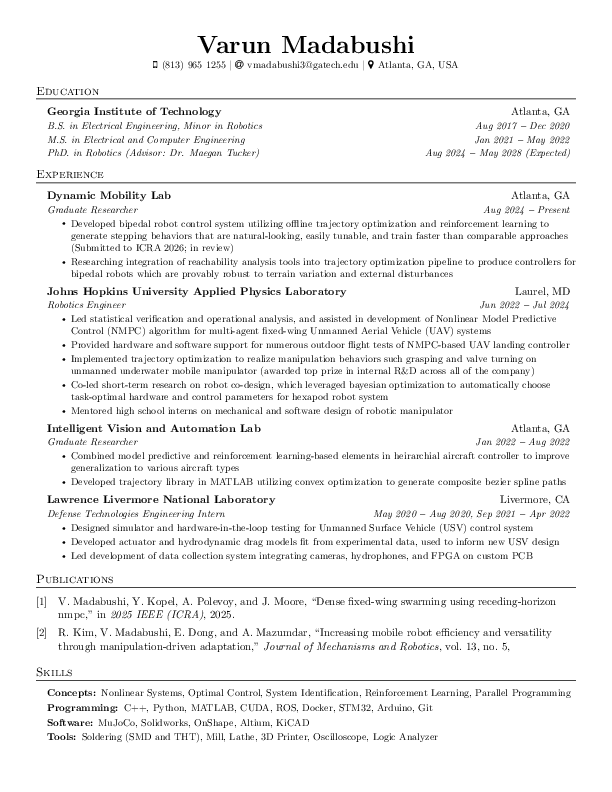 Varun Madabushi
(813) 965 1255 | vmadabushi3@gatech.edu | Atlanta, GA, USA
Education
Georgia Institute of Technology Atlanta, GA
B.S. in Electrical Engineering, Minor in Robotics Aug 2017 – Dec 2020
M.S. in Electrical and Computer Engineering Jan 2021 – May 2022
PhD. in Robotics (Advisor: Dr. Maegan Tucker) Aug 2024 – May 2028 (Expected)
Experience
Dynamic Mobility Lab Atlanta, GA
Graduate Researcher Aug 2024 – Present
• Developed bipedal robot control system utilizing offline trajectory optimization and reinforcement learning to
generate stepping behaviors that are natural-looking, easily tunable, and train faster than comparable approaches
(Submitted to ICRA 2026; in review)
• Researching integration of reachability analysis tools into trajectory optimization pipeline to produce controllers for
bipedal robots which are provably robust to terrain variation and external disturbances
Johns Hopkins University Applied Physics Laboratory Laurel, MD
Robotics Engineer Jun 2022 – Jul 2024
• Led statistical verification and operational analysis, and assisted in development of Nonlinear Model Predictive
Control (NMPC) algorithm for multi-agent fixed-wing Unmanned Aerial Vehicle (UAV) systems
• Provided hardware and software support for numerous outdoor flight tests of NMPC-based UAV landing controller
• Implemented trajectory optimization to realize manipulation behaviors such grasping and valve turning on
unmanned underwater mobile manipulator (awarded top prize in internal R&D across all of the company)
• Co-led short-term research on robot co-design, which leveraged bayesian optimization to automatically choose
task-optimal hardware and control parameters for hexapod robot system
• Mentored high school interns on mechanical and software design of robotic manipulator
Intelligent Vision and Automation Lab Atlanta, GA
Graduate Researcher Jan 2022 – Aug 2022
• Combined model predictive and reinforcement learning-based elements in heirarchial aircraft controller to improve
generalization to various aircraft types
• Developed trajectory library in MATLAB utilizing convex optimization to generate composite bezier spline paths
Lawrence Livermore National Laboratory Livermore, CA
Defense Technologies Engineering Intern May 2020 – Aug 2020, Sep 2021 – Apr 2022
• Designed simulator and hardware-in-the-loop testing for Unmanned Surface Vehicle (USV) control system
• Developed actuator and hydrodynamic drag models fit from experimental data, used to inform new USV design
• Led development of data collection system integrating cameras, hydrophones, and FPGA on custom PCB
Publications
[1] V. Madabushi, Y. Kopel, A. Polevoy, and J. Moore, “Dense fixed-wing swarming using receding-horizon
nmpc,” in 2025 IEEE (ICRA), 2025.
[2] R. Kim, V. Madabushi, E. Dong, and A. Mazumdar, “Increasing mobile robot efficiency and versatility
through manipulation-driven adaptation,” Journal of Mechanisms and Robotics, vol. 13, no. 5,
Skills
Concepts: Nonlinear Systems, Optimal Control, System Identification, Reinforcement Learning, Parallel Programming
Programming: C++, Python, MATLAB, CUDA, ROS, Docker, STM32, Arduino, Git
Software: MuJoCo, Solidworks, OnShape, Altium, KiCAD
Tools: Soldering (SMD and THT), Mill, Lathe, 3D Printer, Oscilloscope, Logic Analyzer